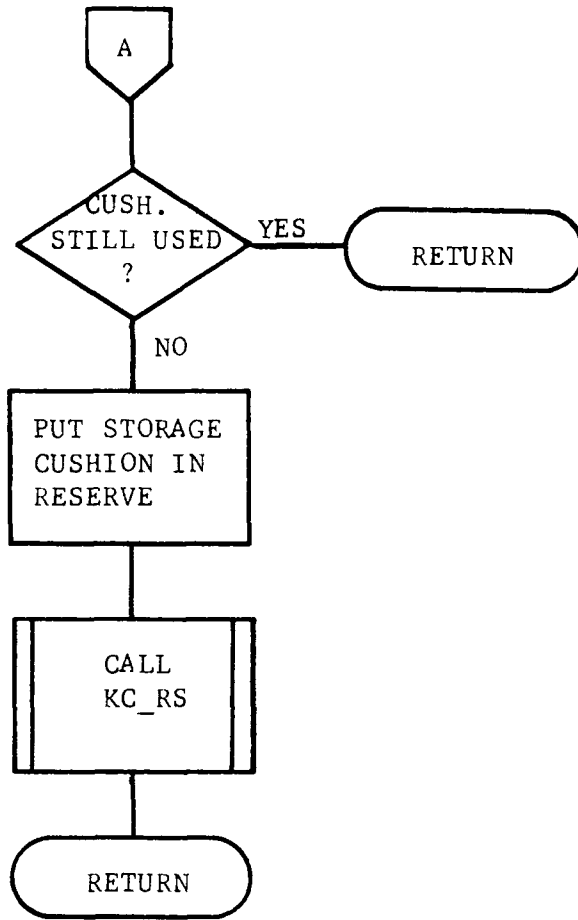 A
CUSH.
STILL USED
?
YES
RETURN
NO
PUT STORAGE
CUSHION IN
RESERVE
CALL
KC_RS
RETURN